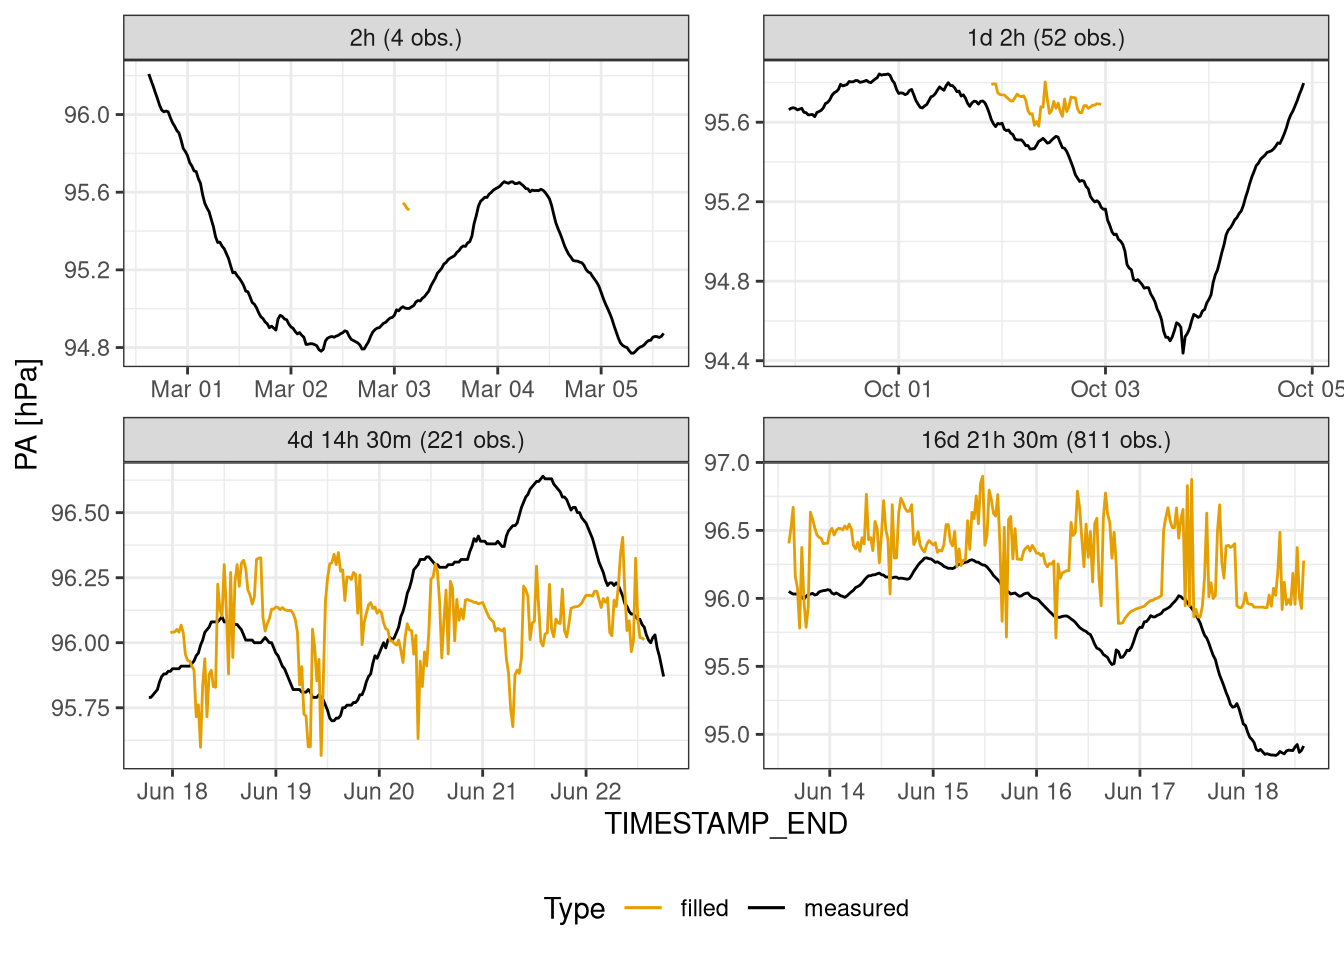 2h (4 obs.)
1d 2h (52 obs.)
96.0
95.6
95.2
94.8
95.6
95.2
94.8
94.4
Mar 01 Mar 02 Mar 03 Mar 04 Mar 05
Oct 01 Oct 03 Oct 05
PA [hPa]
4d 14h 30m (221 obs.)
16d 21h 30m (811 obs.)
96.50
96.25
96.00
95.75
97.0
96.5
96.0
95.5
95.0
Jun 18 Jun 19 Jun 20 Jun 21 Jun 22
Jun 14 Jun 15 Jun 16 Jun 17 Jun 18
TIMESTAMP_END
Type filled measured